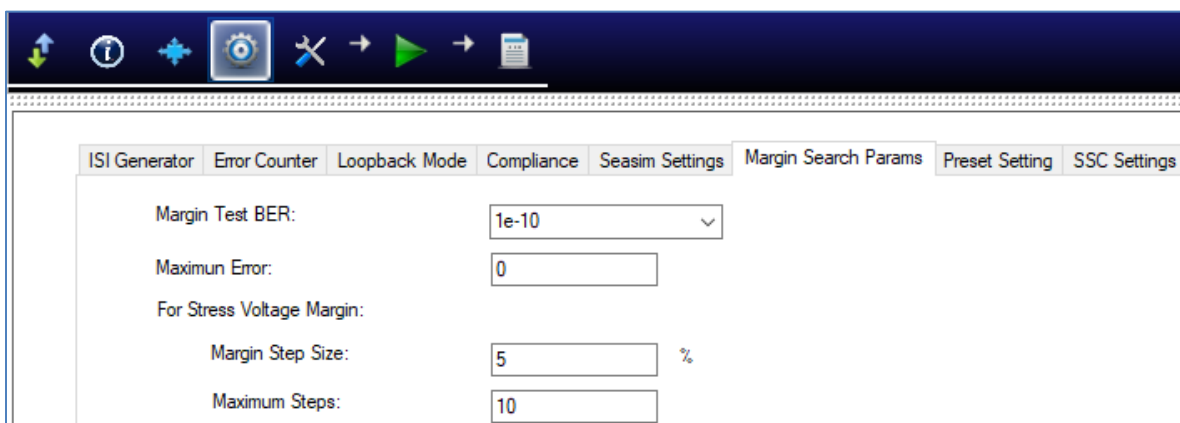 ISI Generator Error Counter Loopback Mode Compliance Seasim Settings Margin Search Params Preset Setting SSC Settings
Margin Test BER: 1e-10
Maximun Error: 0
For Stress Voltage Margin:
Margin Step Size: 5 %
Maximum Steps: 10